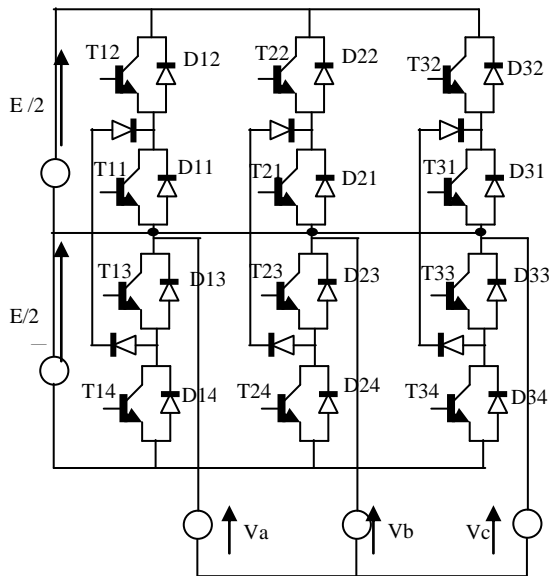 T12 D12 T22 D22 T32 D32
E /2
T11 D11 T21 D21 T31 D31
T13 D13 T23 D23 T33 D33
E/2
T14 D14 T24 D24 T34 D34
Va Vb Vc